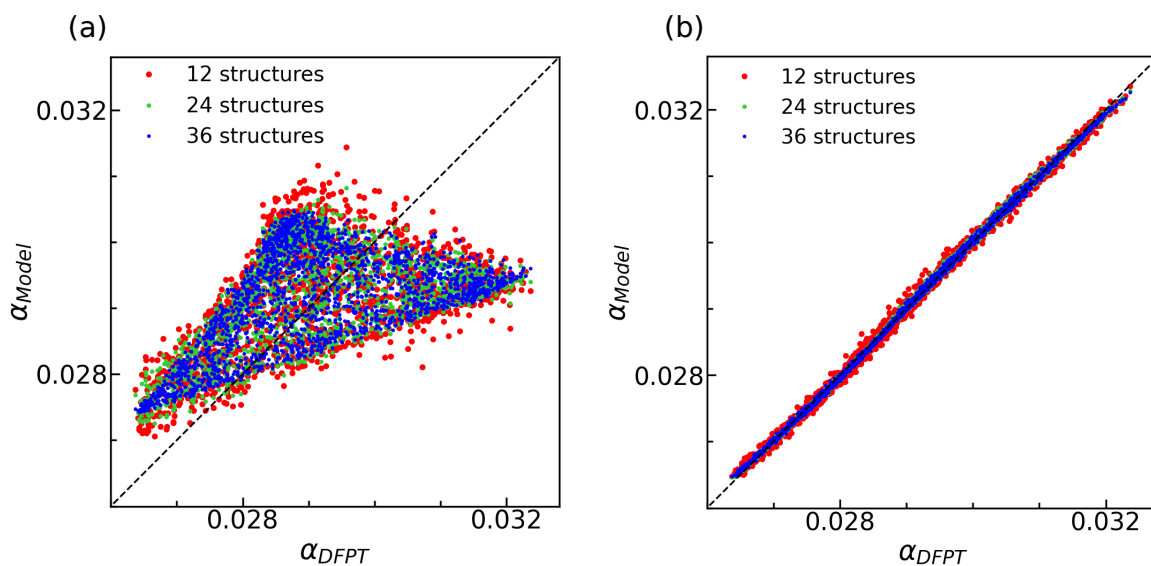 (a)
12 structures
24 structures
36 structures
0.032
0.028
α_Model
0.028
0.032
α_DFPT
(b)
12 structures
24 structures
36 structures
0.032
0.028
α_Model
0.028
0.032
α_DFPT